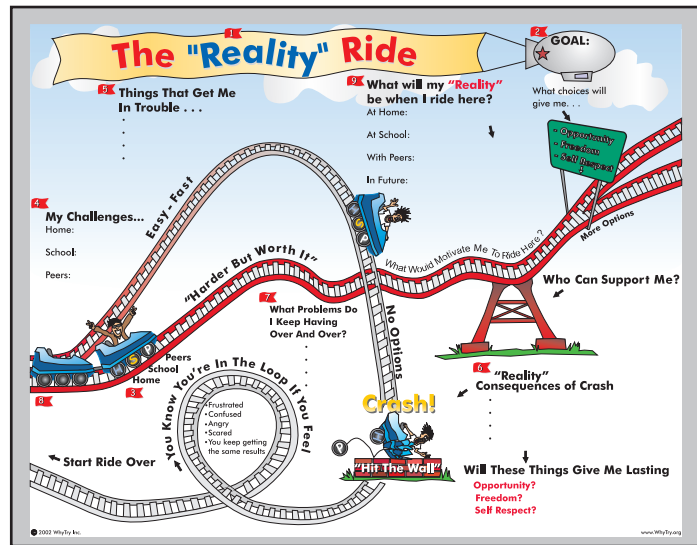 1
The "Reality" Ride
2
GOAL:
What choices will
give me. . .
- Opportunity
- Freedom
- Self Respect
5
Things That Get Me
In Trouble . . .
9
What will my "Reality"
be when I ride here?
At Home:
At School:
With Peers:
In Future:
4
My Challenges...
Home:
School:
Peers:
Easy - Fast
"Harder But Worth It"
What Would Motivate Me To Ride Here?
More Options
Who Can Support Me?
7
What Problems Do
I Keep Having
Over And Over?
No Options
H S P
Peers
School
Home
8
3
You Know You're In The Loop If You Feel
•Frustrated
•Confused
•Angry
•Scared
•You keep getting
the same results
Crash!
P
"Hit The Wall"
6
"Reality"
Consequences of Crash
Start Ride Over
Will These Things Give Me Lasting
Opportunity?
Freedom?
Self Respect?
© 2002 WhyTry Inc.
www.WhyTry.org